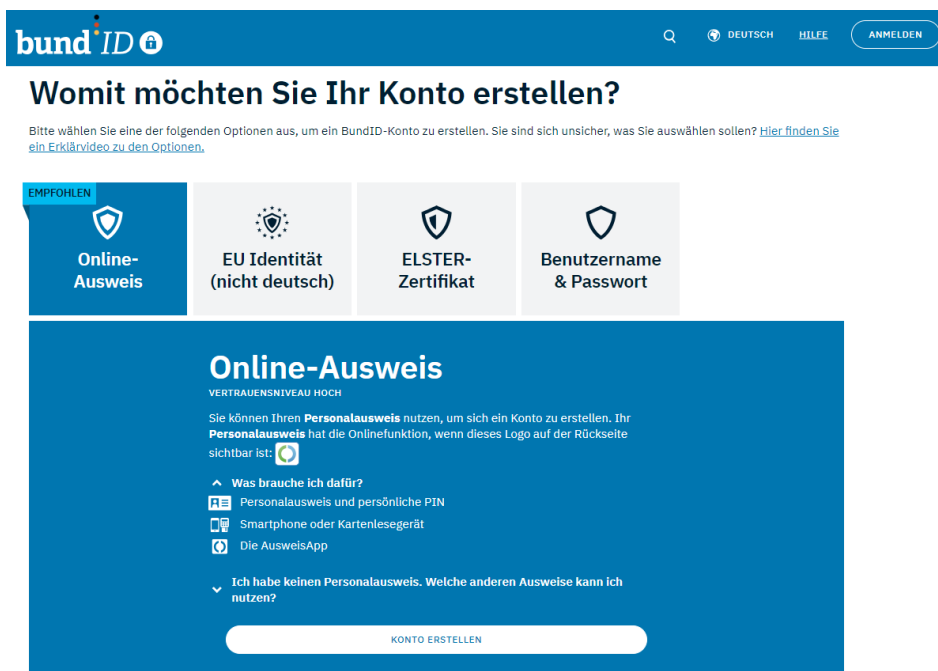 bund ID
DEUTSCH
HILFE
ANMELDEN
Womit möchten Sie Ihr Konto erstellen?
Bitte wählen Sie eine der folgenden Optionen aus, um ein BundID-Konto zu erstellen. Sie sind sich unsicher, was Sie auswählen sollen? Hier finden Sie
ein Erklärvideo zu den Optionen.
EMPFOHLEN
Online-
Ausweis
EU Identität
(nicht deutsch)
ELSTER-
Zertifikat
Benutzername
& Passwort
Online-Ausweis
VERTRAUENSNIVEAU HOCH
Sie können Ihren Personalausweis nutzen, um sich ein Konto zu erstellen. Ihr
Personalausweis hat die Onlinefunktion, wenn dieses Logo auf der Rückseite
sichtbar ist:
Was brauche ich dafür?
Personalausweis und persönliche PIN
Smartphone oder Kartenlesegerät
Die AusweisApp
Ich habe keinen Personalausweis. Welche anderen Ausweise kann ich
nutzen?
KONTO ERSTELLEN